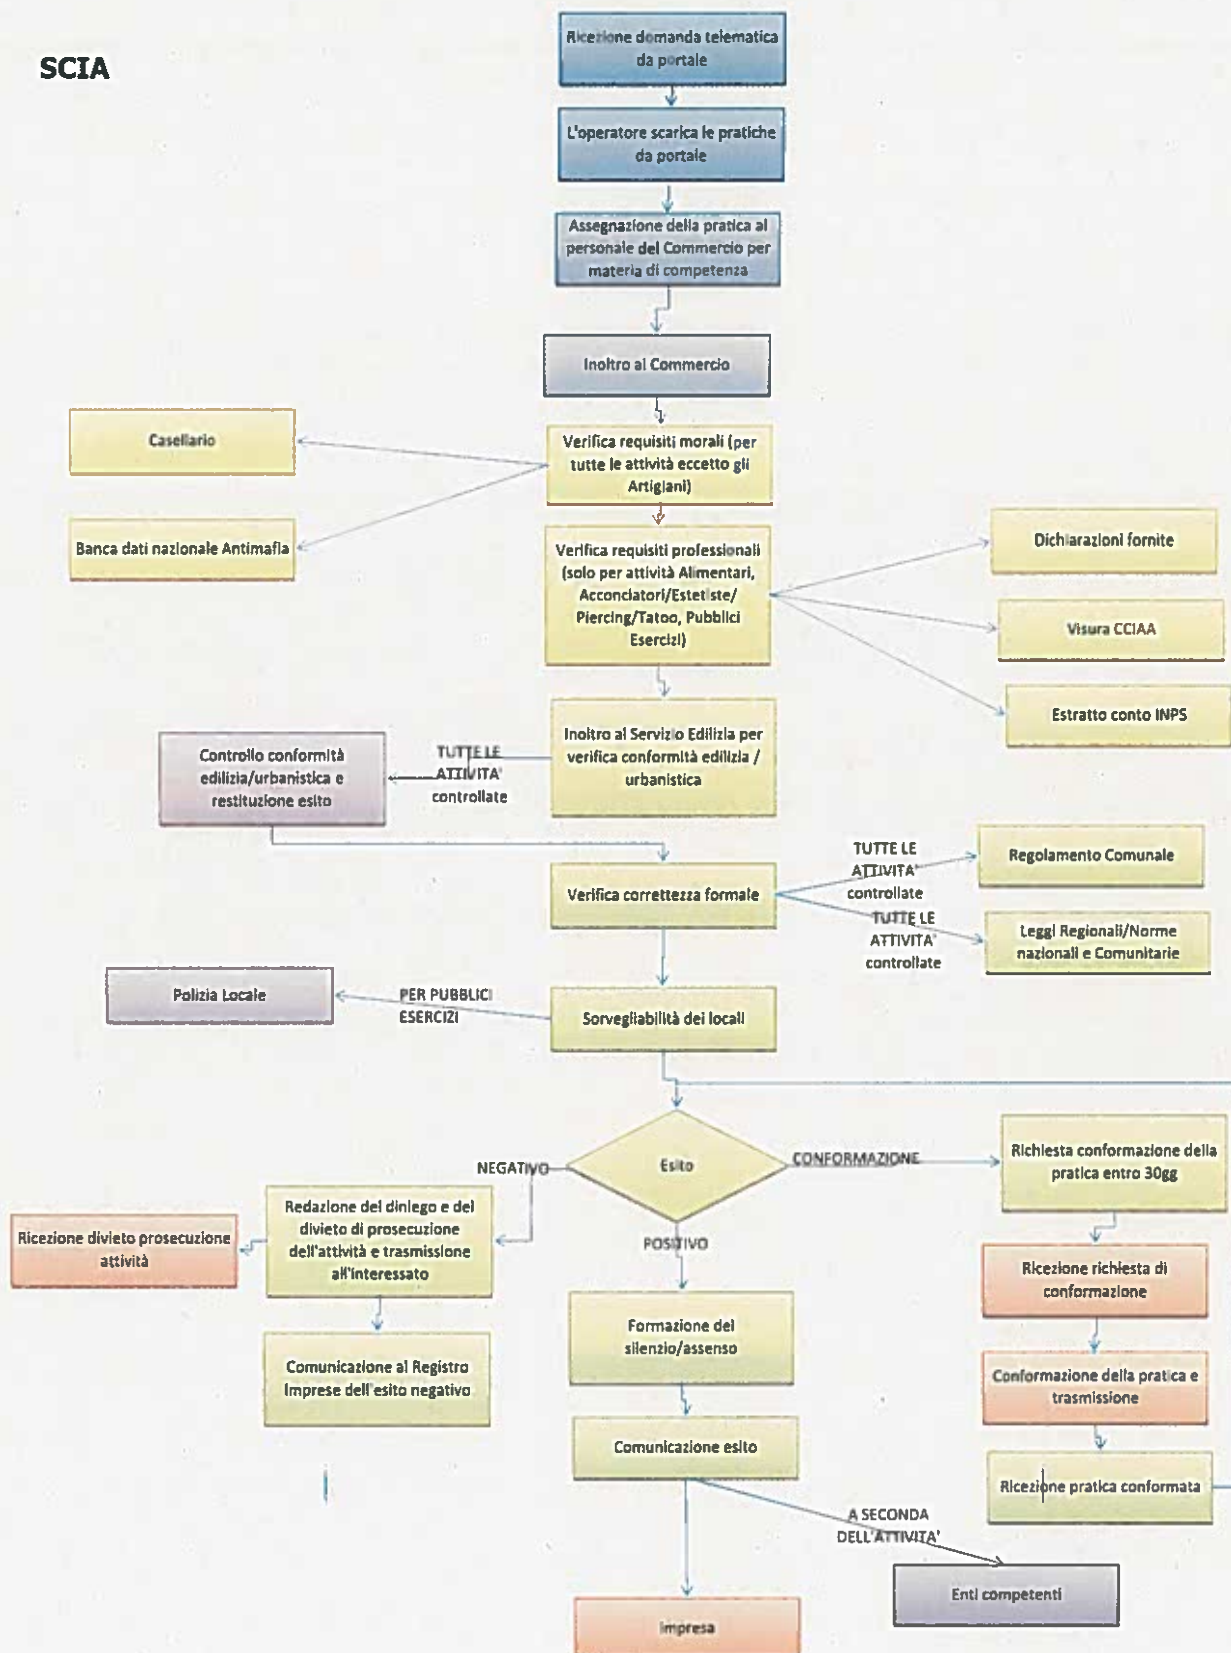 SCIA
Ricezione domanda telematica
da portale
L'operatore scarica le pratiche
da portale
Assegnazione della pratica al
personale del Commercio per
materia di competenza
Inoltro al Commercio
Casellario
Banca dati nazionale Antimafia
Verifica requisiti morali (per
tutte le attività eccetto gli
Artigiani)
Verifica requisiti professionali
(solo per attività Alimentari,
Acconciatori/Estetiste/
Piercing/Tatoo, Pubblici
Esercizi)
Dichiarazioni fornite
Visura CCIAA
Estratto conto INPS
Inoltro al Servizio Edilizia per
verifica conformità edilizia /
urbanistica
TUTTE LE
ATTIVITA'
controllate
Controllo conformità
edilizia/urbanistica e
restituzione esito
Verifica correttezza formale
TUTTE LE
ATTIVITA'
controllate
Regolamento Comunale
TUTTE LE
ATTIVITA'
controllate
Leggi Regionali/Norme
nazionali e Comunitarie
Polizia Locale
PER PUBBLICI
ESERCIZI
Sorvegliabilità dei locali
Esito
NEGATIVO
CONFORMAZIONE
POSITIVO
Richiesta conformazione della
pratica entro 30gg
Redazione del diniego e del
divieto di prosecuzione
dell'attività e trasmissione
all'interessato
Ricezione divieto prosecuzione
attività
Comunicazione al Registro
Imprese dell'esito negativo
Formazione del
silenzio/assenso
Comunicazione esito
Ricezione richiesta di
conformazione
Conformazione della pratica e
trasmissione
Ricezione pratica conformata
A SECONDA
DELL'ATTIVITA'
Enti competenti
impresa